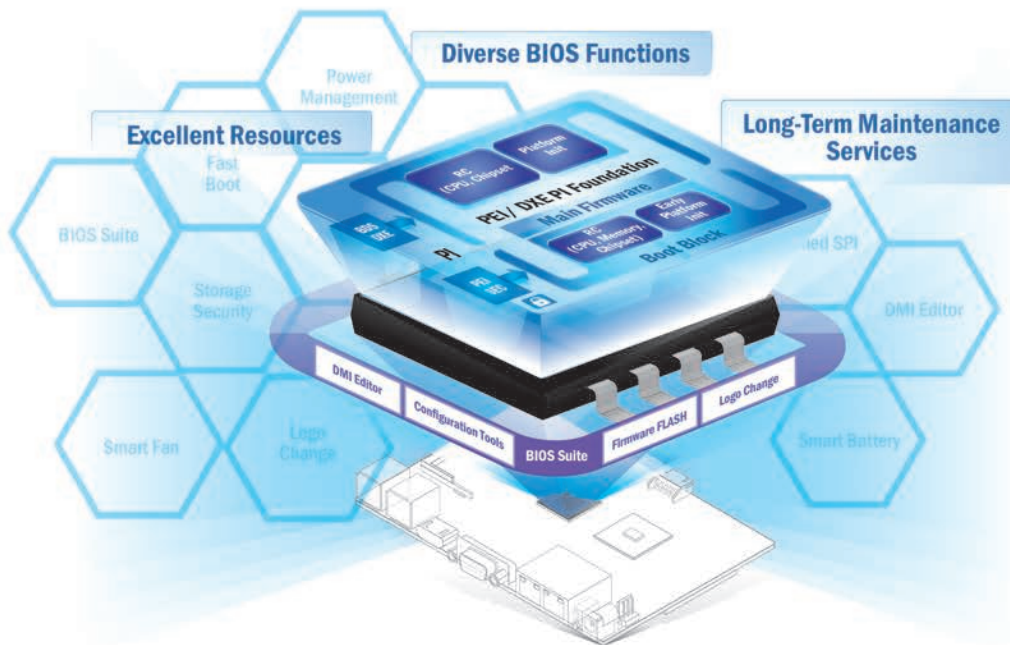 Diverse BIOS Functions
Power
Management
Excellent Resources
Long-Term Maintenance
Services
Fast
Boot
BIOS Suite
Storage
Security
Smart Fan
Logo
Change
SPI
DMI Editor
Smart Battery
RC
(CPU, Chipset
Platform
Init
PEI / DXE PI Foundation
Main Firmware
BDS
DXE
PI
RC
(CPU, Memory,
Chipset)
Early
Platform
Init
Boot Block
PEI
SEC
DMI Editor
Configuration Tools
BIOS Suite
Firmware FLASH
Logo Change